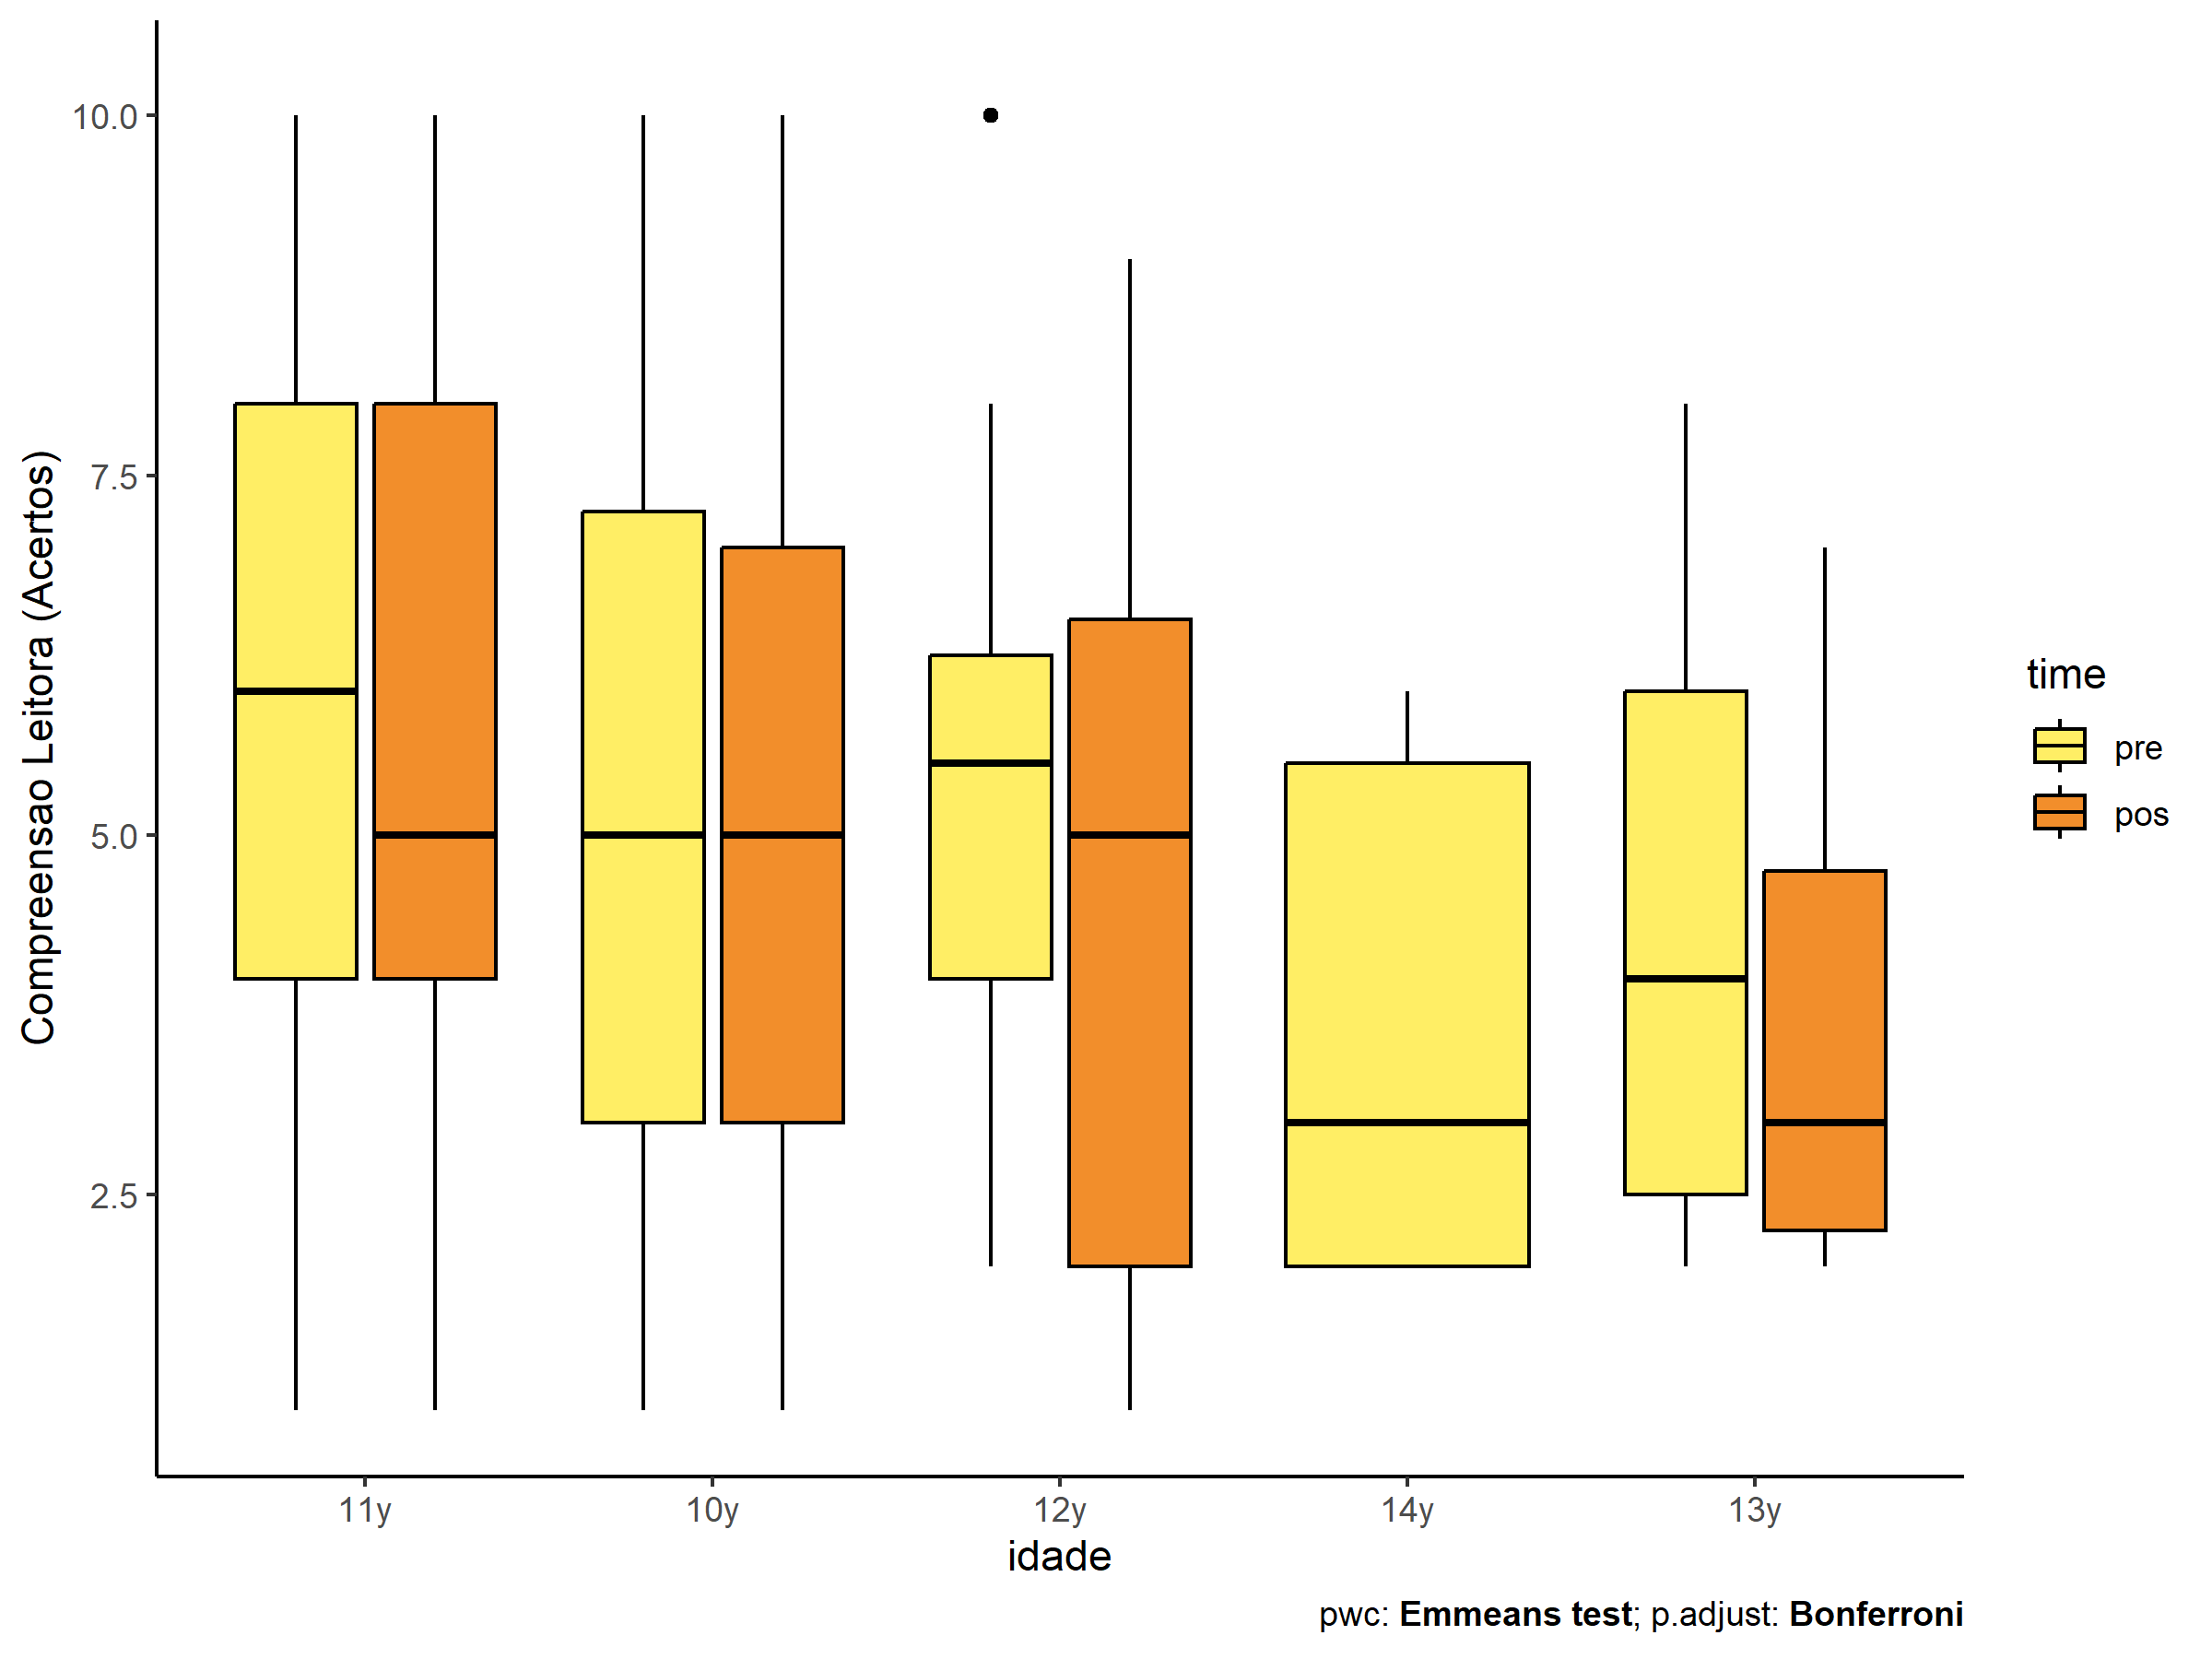 Compreensao Leitora (Acertos)
10.0
7.5
5.0
2.5
11y
10y
12y
14y
13y
idade
time
pre
pos
pwc: Emmeans test; p.adjust: Bonferroni